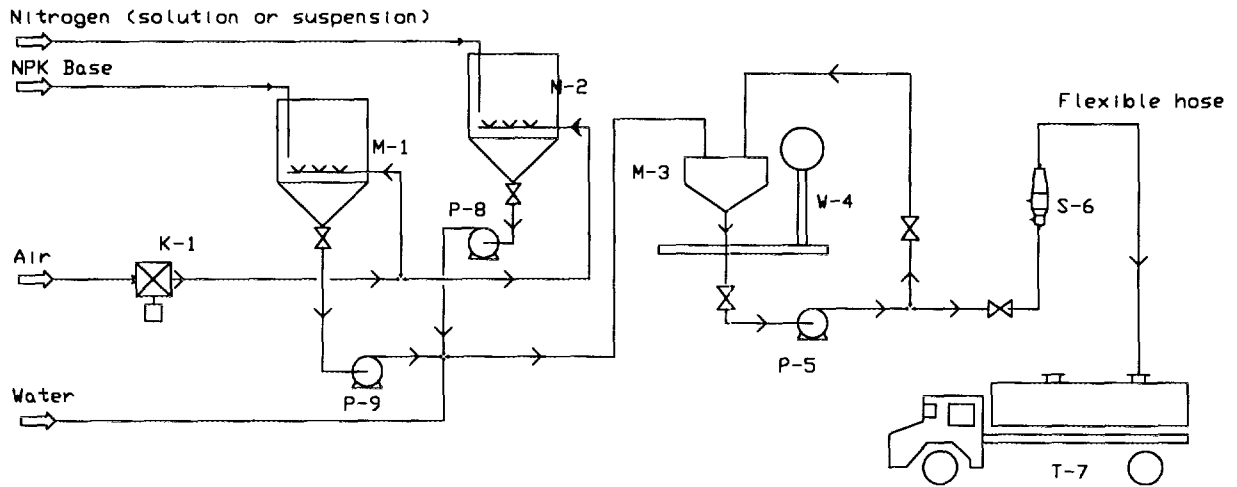 Nitrogen (solution or suspension)
NPK Base
M-2
Flexible hose
M-1
M-3
P-8
W-4
S-6
K-1
Air
P-5
P-9
Water
T-7